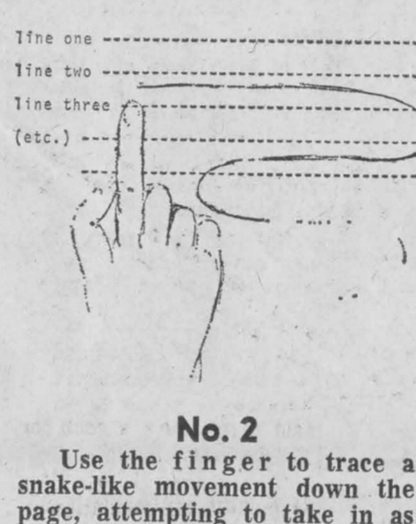 line one
line two
line three
(etc.)
No. 2
Use the finger to trace a
snake-like movement down the
page, attempting to take in as